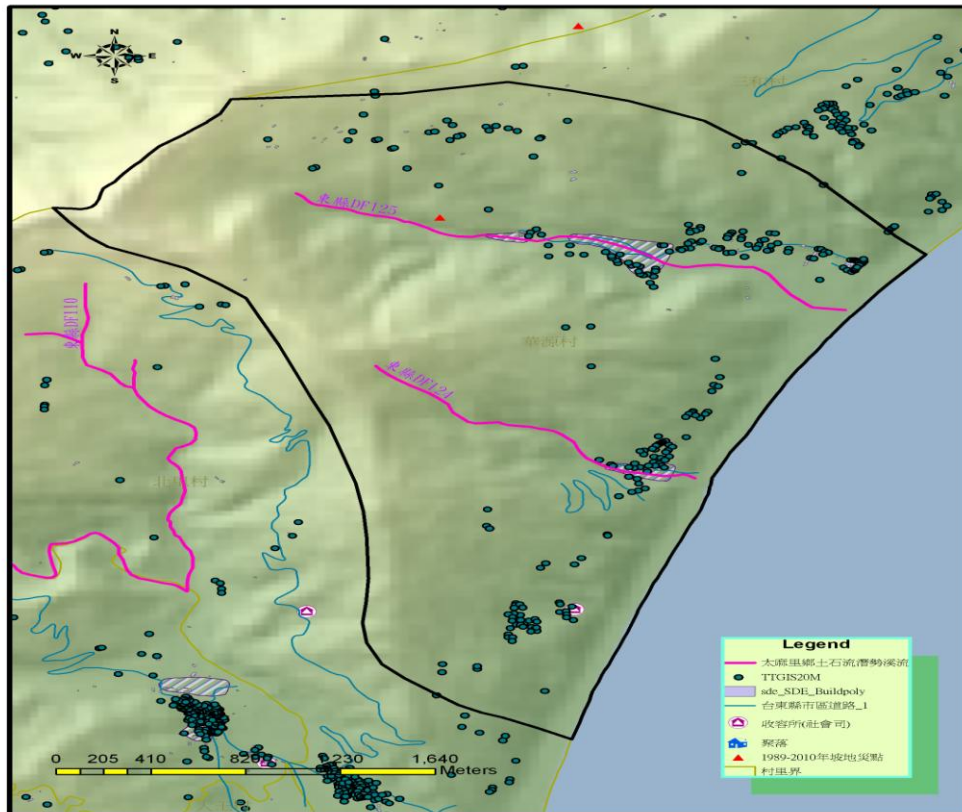 N
W E
S
東縣DF125
東縣DF110
華源村
東縣DF124
北里村
0 205 410 820 1,230 1,640
Meters
Legend
太麻里鄉土石流潛勢溪流
TTGIS20M
sde_SDE_Buildpoly
台東縣市區道路_1
收容所(社會司)
聚落
1989-2010年坡地災點
村里界